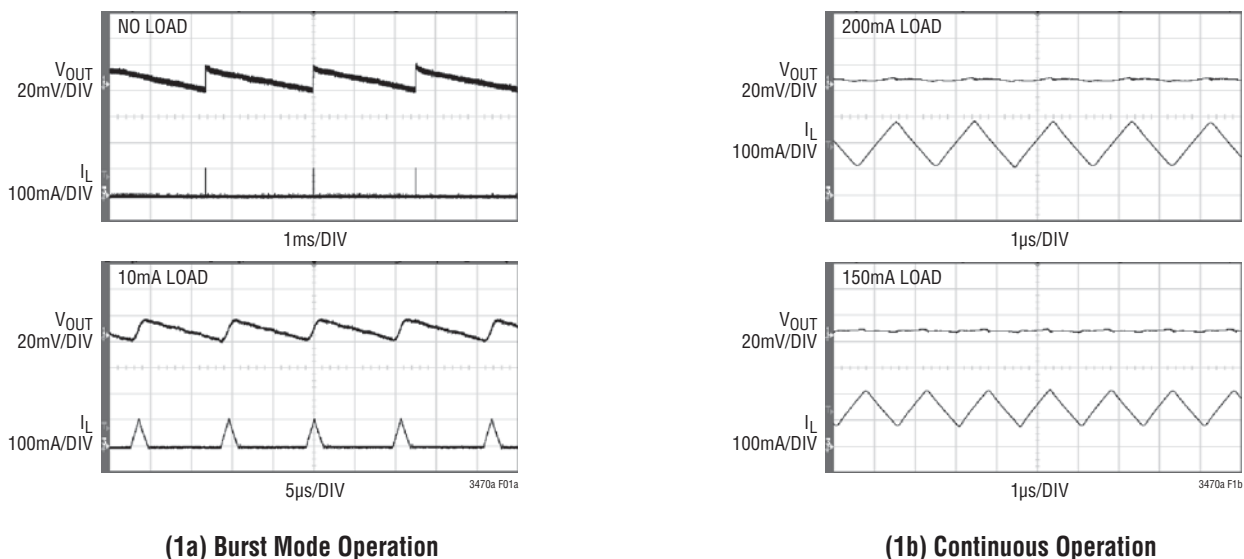 NO LOAD
VOUT
20mV/DIV
IL
100mA/DIV
1ms/DIV
10mA LOAD
VOUT
20mV/DIV
IL
100mA/DIV
5µs/DIV
3470a F01a
(1a) Burst Mode Operation
200mA LOAD
VOUT
20mV/DIV
IL
100mA/DIV
1µs/DIV
150mA LOAD
VOUT
20mV/DIV
IL
100mA/DIV
1µs/DIV
3470a F1b
(1b) Continuous Operation